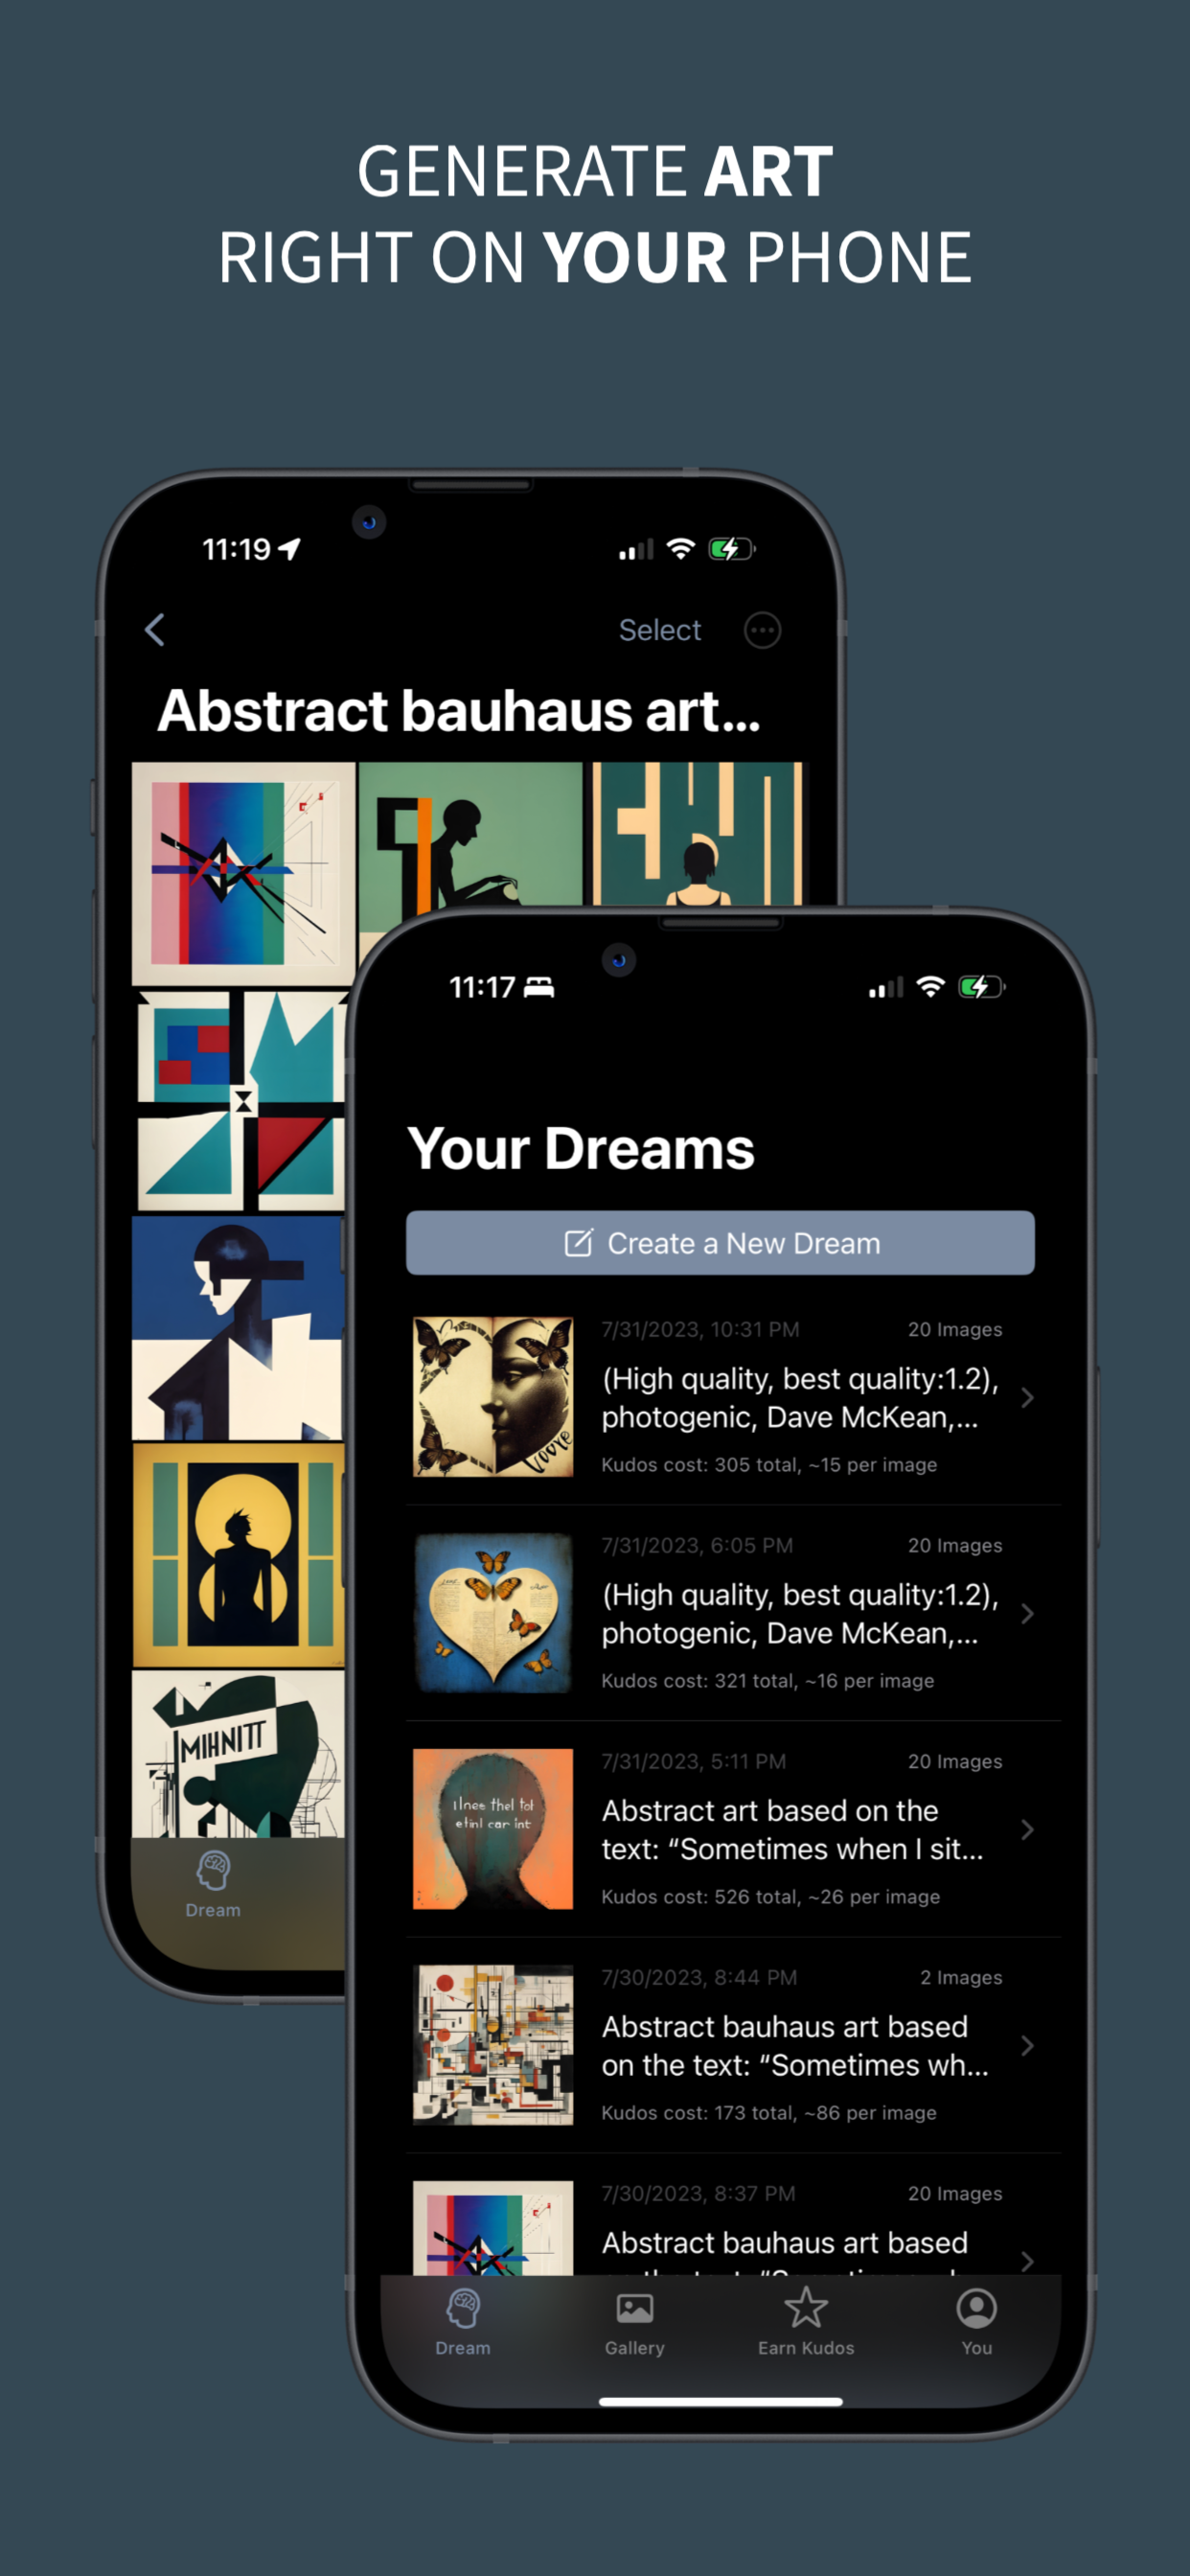 GENERATE ART
RIGHT ON YOUR PHONE
11:19
Select
Abstract bauhaus art...
MIHNITT
Dream
11:17
Your Dreams
Create a New Dream
7/31/2023, 10:31 PM
20 Images
(High quality, best quality:1.2),
photogenic, Dave McKean,...
Kudos cost: 305 total, ~15 per image
7/31/2023, 6:05 PM
20 Images
(High quality, best quality:1.2),
photogenic, Dave McKean,...
Kudos cost: 321 total, ~16 per image
7/31/2023, 5:11 PM
20 Images
Abstract art based on the
text: “Sometimes when I sit...
Kudos cost: 526 total, ~26 per image
7/30/2023, 8:44 PM
2 Images
Abstract bauhaus art based
on the text: “Sometimes wh...
Kudos cost: 173 total, ~86 per image
7/30/2023, 8:37 PM
20 Images
Abstract bauhaus art based
Dream
Gallery
Earn Kudos
You